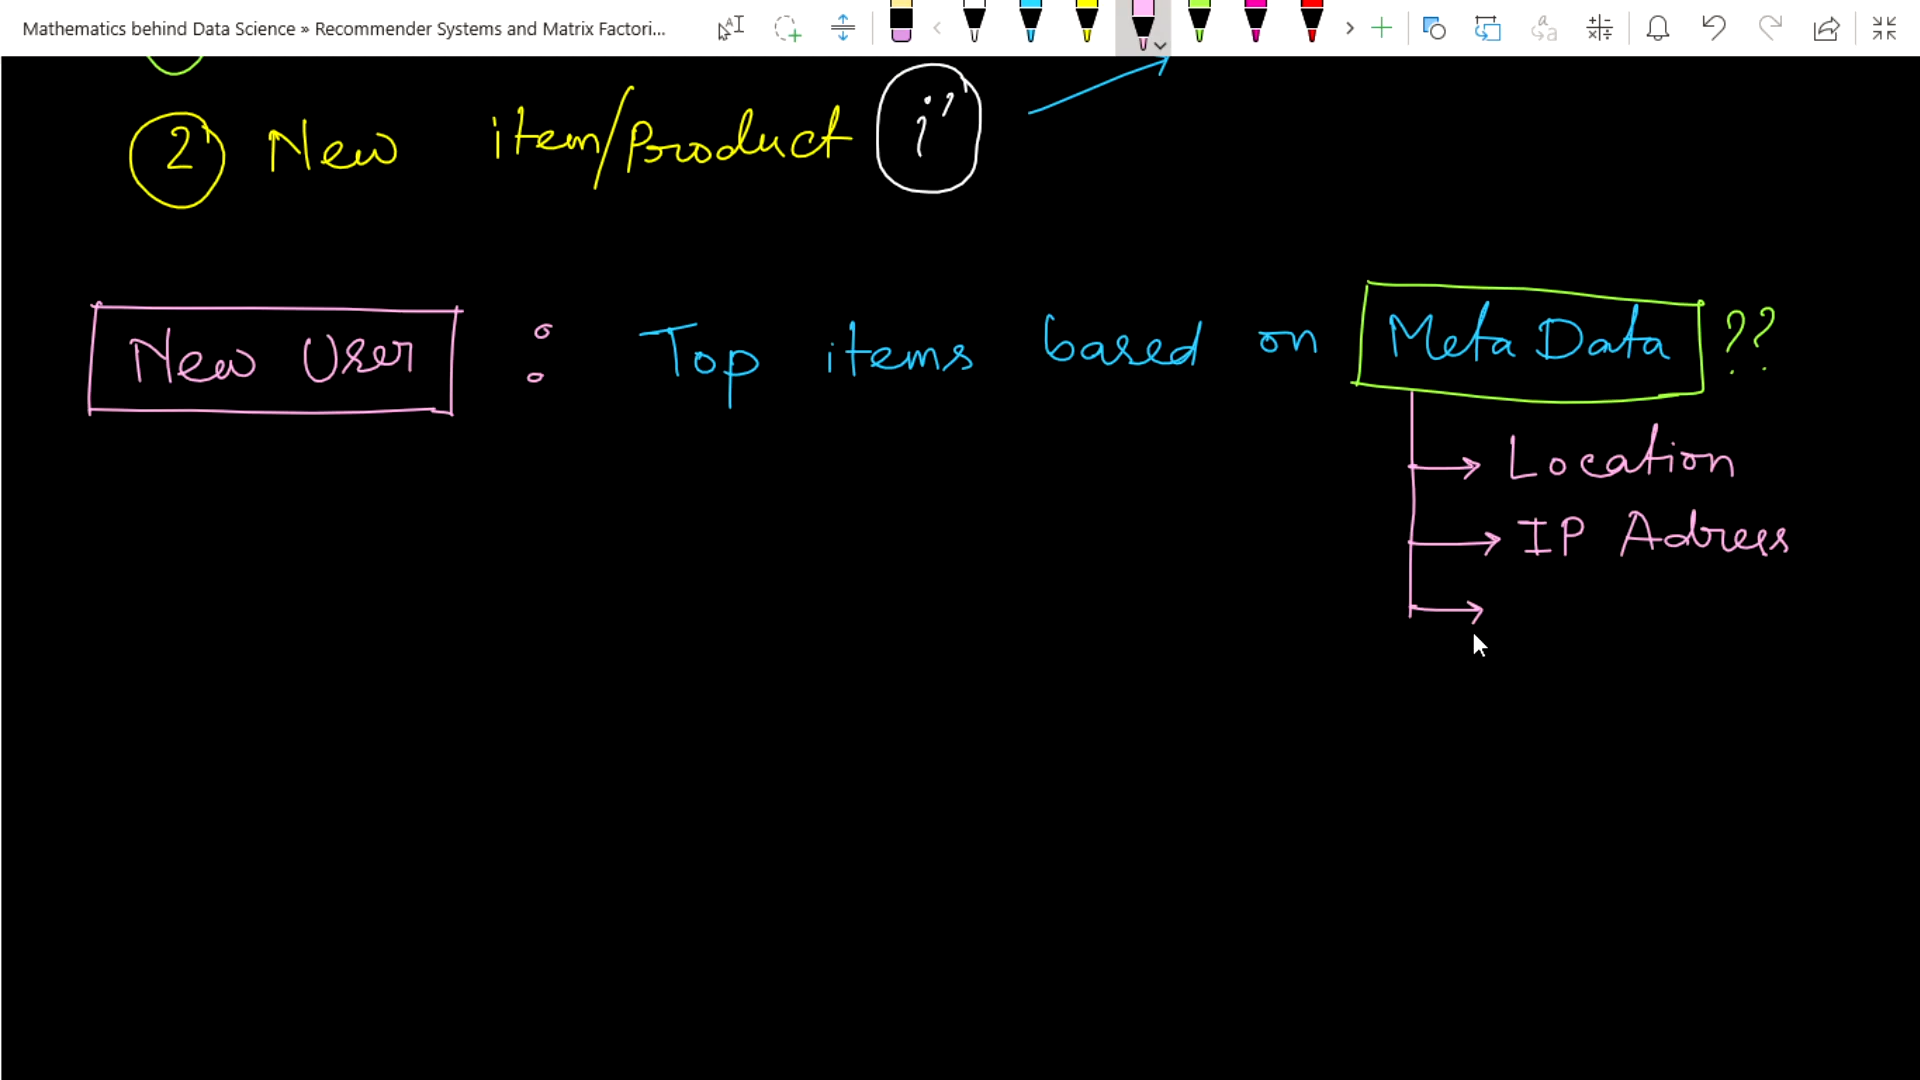 Mathematics behind Data Science » Recommender Systems and Matrix Factori...
2 New item/Product i
New User : Top items based on Meta Data ??
→ Location
→ IP Adress
→